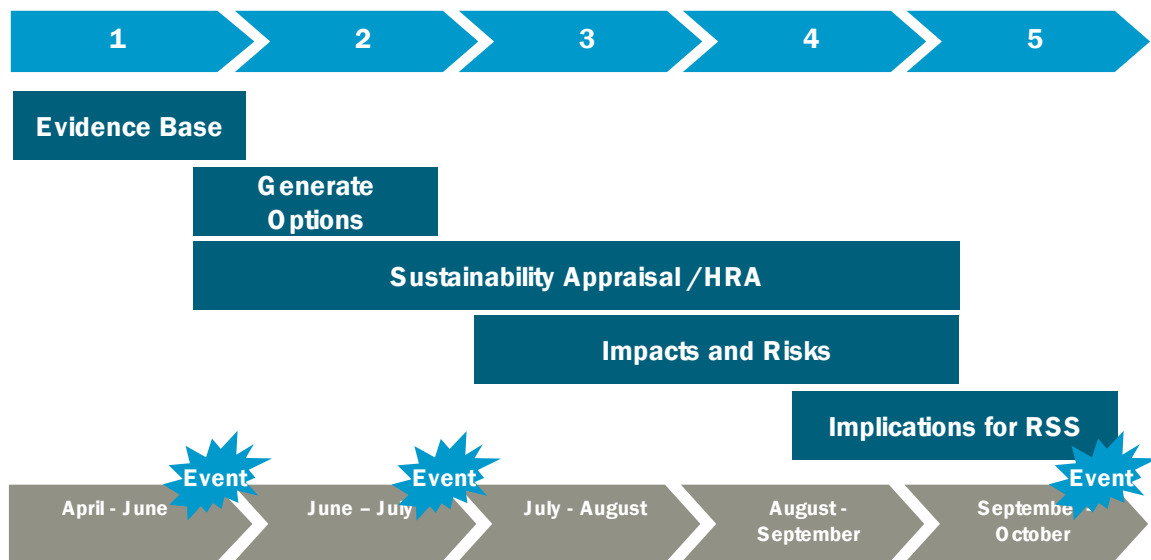 1
2
3
4
5
Evidence Base
Generate
Options
Sustainability Appraisal /HRA
Impacts and Risks
Implications for RSS
Event
Event
Event
April - June
June – July
July - August
August -
September
September -
October